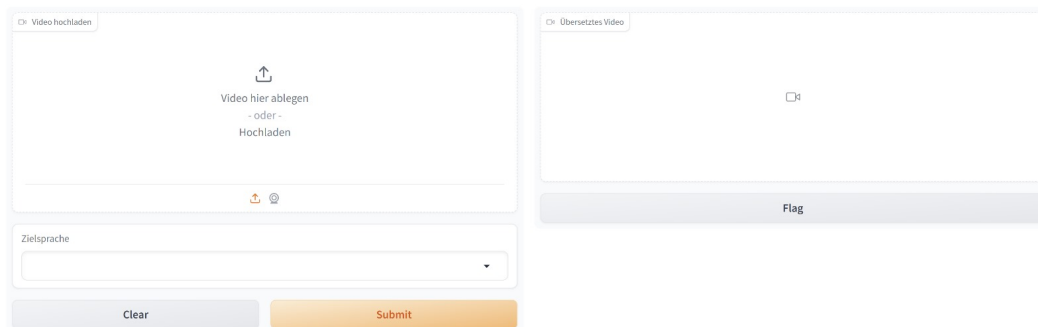 Video hochladen
Video hier ablegen
- oder -
Hochladen
Zielsprache
Clear
Submit
Übersetztes Video
Flag